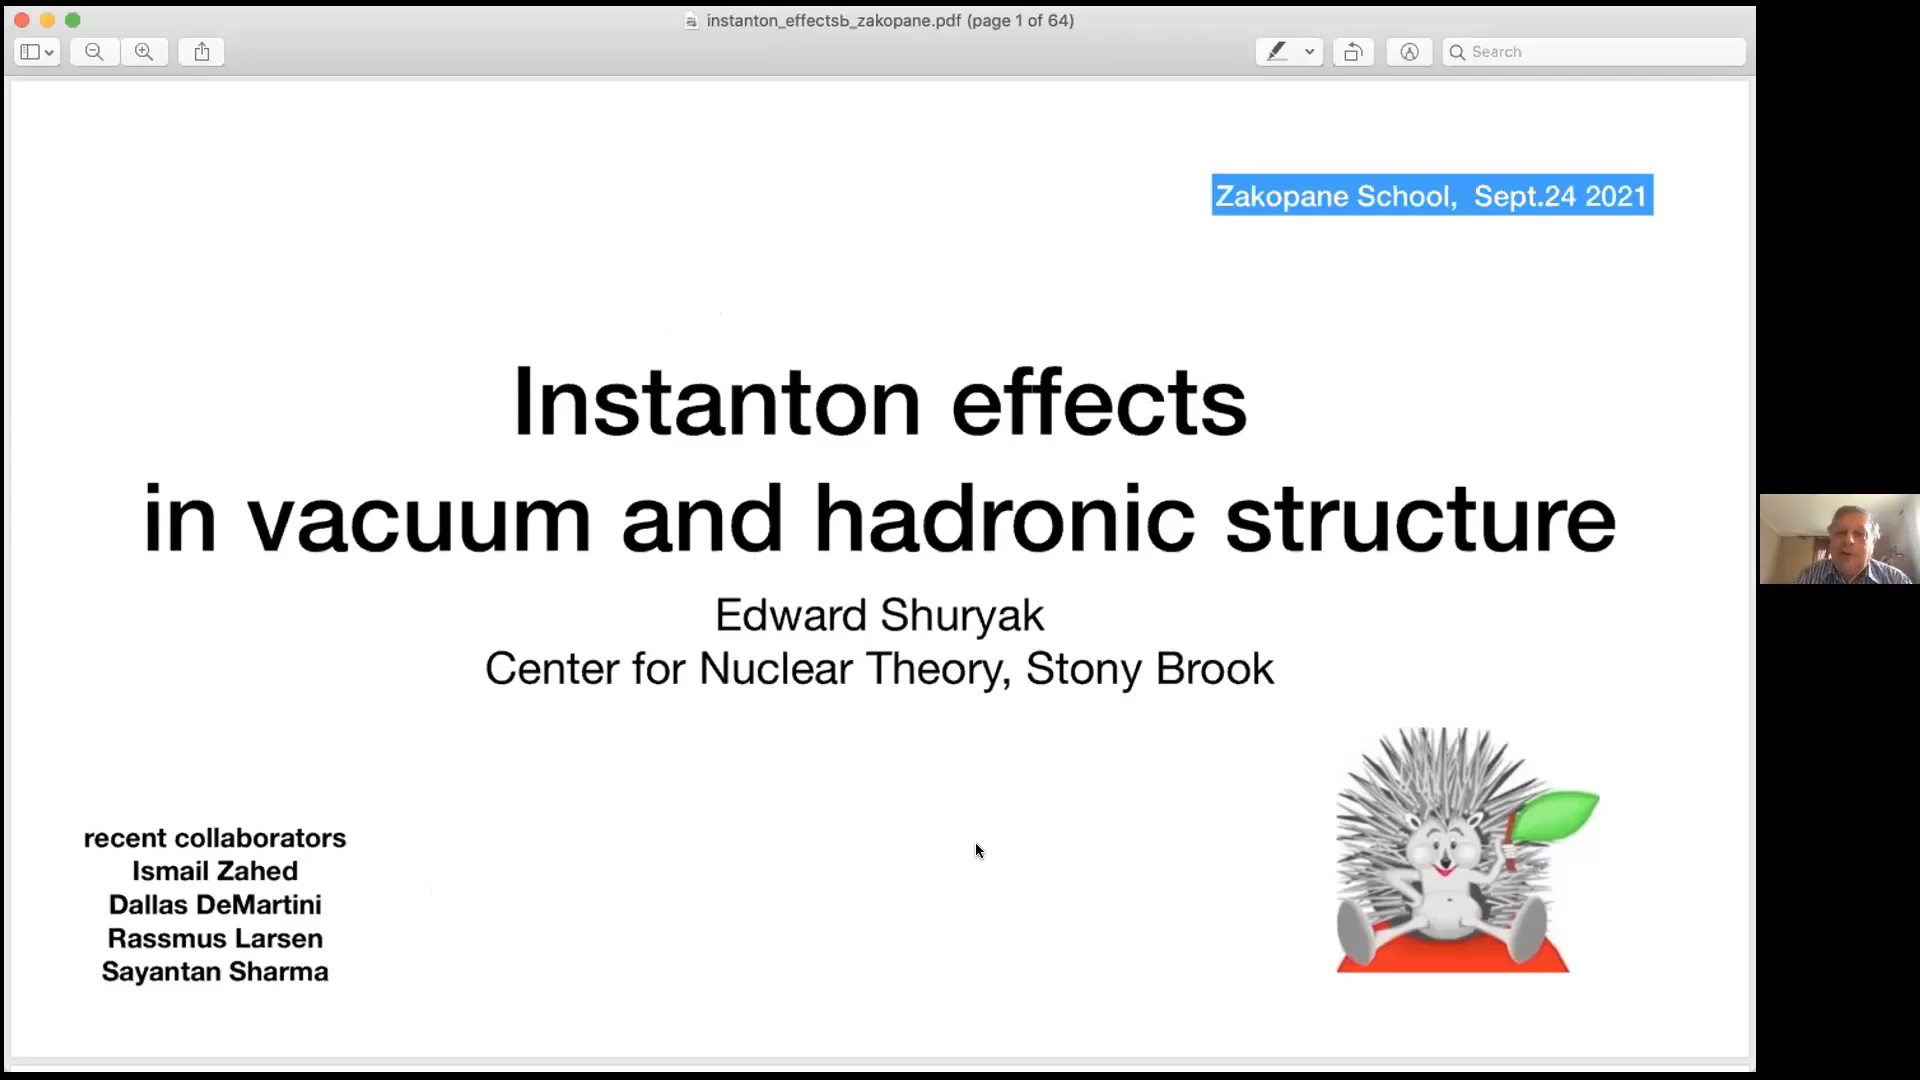 instanton_effectsb_zakopane.pdf (page 1 of 64)
Search
Zakopane School, Sept.24 2021
Instanton effects
in vacuum and hadronic structure
Edward Shuryak
Center for Nuclear Theory, Stony Brook
recent collaborators
Ismail Zahed
Dallas DeMartini
Rassmus Larsen
Sayantan Sharma